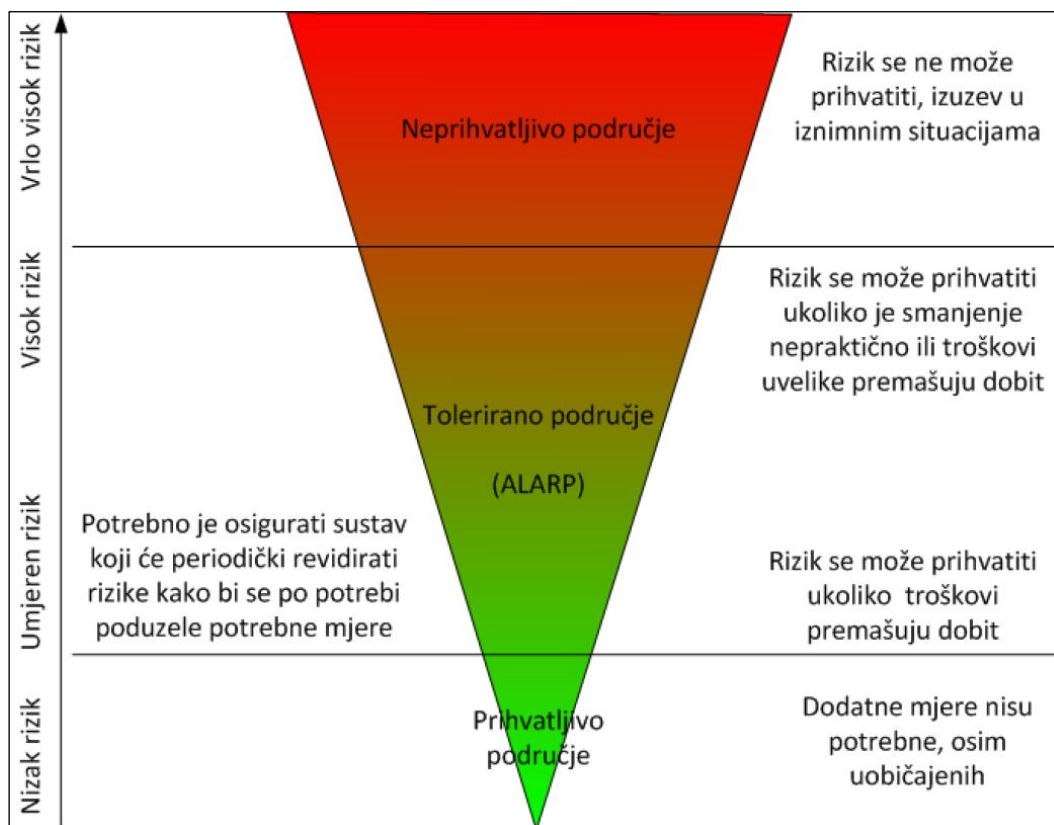 Vrlo visok rizik
Neprihvatljivo područje
Rizik se ne može
prihvatiti, izuzev u
iznimnim situacijama
Visok rizik
Rizik se može prihvatiti
ukoliko je smanjenje
nepraktično ili troškovi
uvelike premašuju dobit
Tolerirano područje
(ALARP)
Umjeren rizik
Potrebno je osigurati sustav
koji će periodički revidirati
rizike kako bi se po potrebi
poduzele potrebne mjere
Rizik se može prihvatiti
ukoliko troškovi
premašuju dobit
Nizak rizik
Prihvatljivo
područje
Dodatne mjere nisu
potrebne, osim
uobičajenih